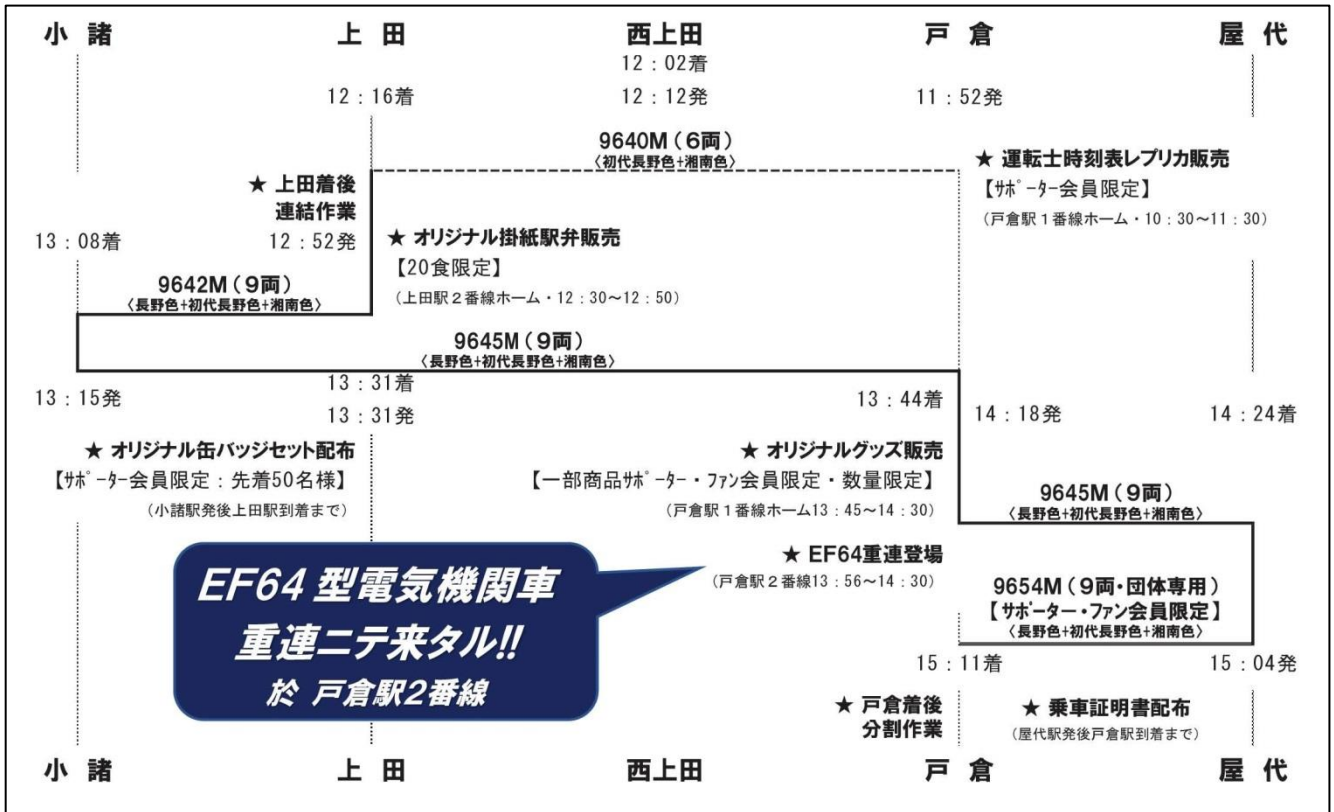 小 諸
上 田
西上田
戸 倉
屋 代
12：02着
12：16着
12：12発
11：52発
9640M（6両）
〈初代長野色+湘南色〉
★ 運転士時刻表レプリカ販売
【ｻﾎﾟｰﾀｰ会員限定】
（戸倉駅１番線ホーム・10：30～11：30）
★ 上田着後
連結作業
13：08着
12：52発
★ オリジナル掛紙駅弁販売
【20食限定】
（上田駅２番線ホーム・12：30～12：50）
9642M（9両）
〈長野色+初代長野色+湘南色〉
9645M（9両）
〈長野色+初代長野色+湘南色〉
13：15発
13：31着
13：31発
13：44着
14：18発
14：24着
★ オリジナル缶バッジセット配布
【ｻﾎﾟｰﾀｰ会員限定：先着50名様】
（小諸駅発後上田駅到着まで）
★ オリジナルグッズ販売
【一部商品ｻﾎﾟｰﾀｰ・ﾌｧﾝ会員限定・数量限定】
（戸倉駅１番線ホーム13：45～14：30）
9645M（9両）
〈長野色+初代長野色+湘南色〉
★ EF64重連登場
（戸倉駅２番線13：56～14：30）
EF64 型電気機関車
重連ニテ来タル!!
於 戸倉駅2番線
9654M（9両・団体専用）
【ｻﾎﾟｰﾀｰ・ﾌｧﾝ会員限定】
〈長野色+初代長野色+湘南色〉
15：11着
15：04発
★ 戸倉着後
分割作業
★ 乗車証明書配布
（屋代駅発後戸倉駅到着まで）
小 諸
上 田
西上田
戸 倉
屋 代